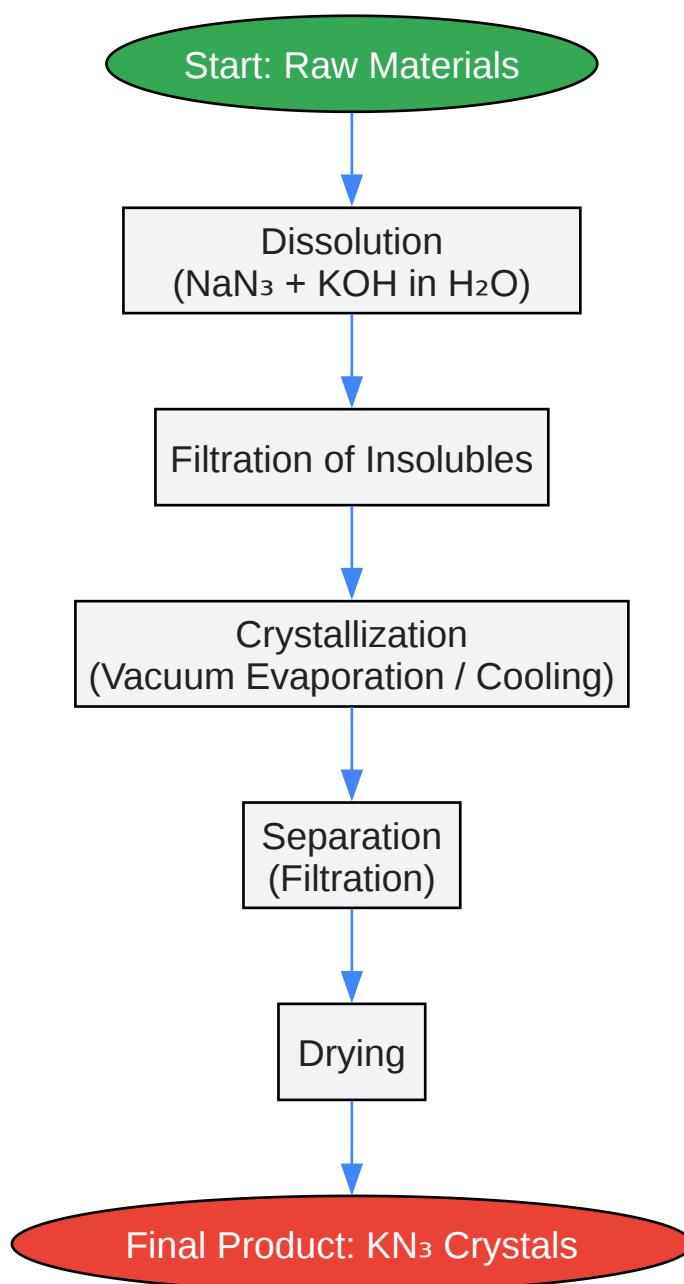 Start: Raw Materials
Dissolution
(NaN₃ + KOH in H₂O)
Filtration of Insolubles
Crystallization
(Vacuum Evaporation / Cooling)
Separation
(Filtration)
Drying
Final Product: KN₃ Crystals